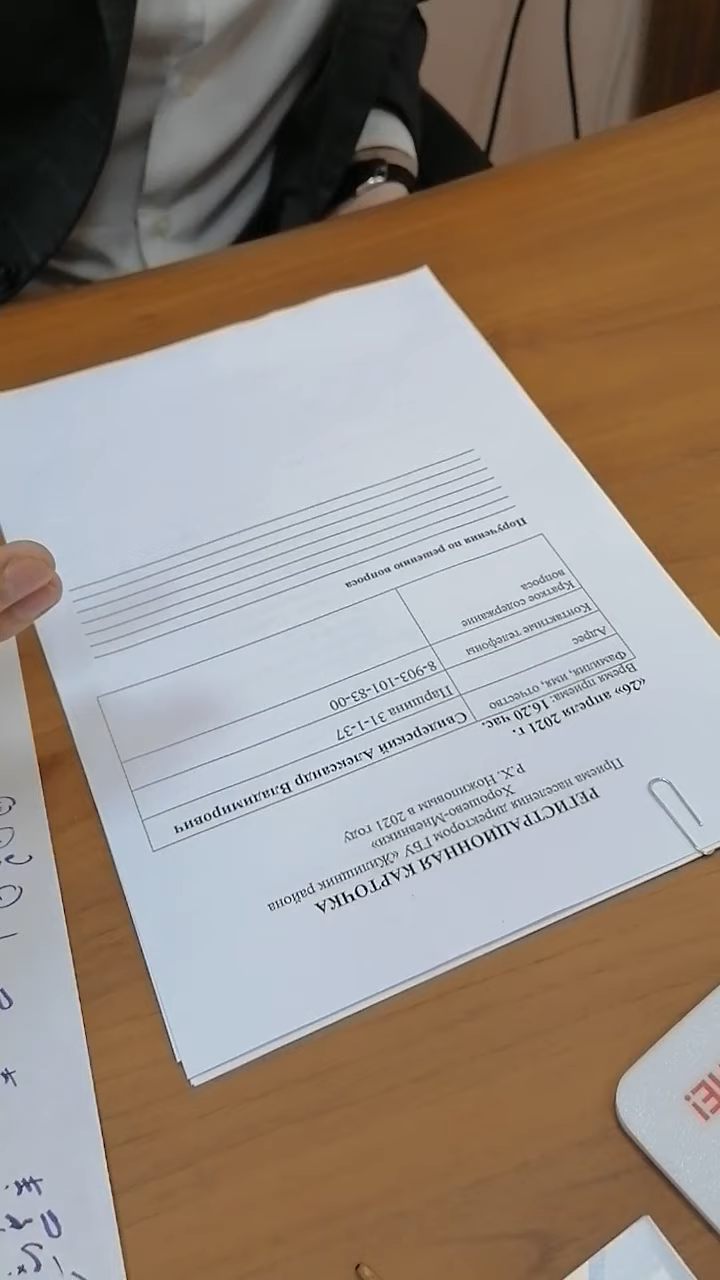 РЕГИСТРАЦИОННАЯ КАРТОЧКА
Приема населения директором ГБУ «Жилищник района
Хорошево-Мневники»
Р.Х. Ножиповым в 2021 году
«26» апреля 2021 г.
Время приема: 16.20 час.
Фамилия, имя, отчество Свидерский Александр Владимирович
Адрес Паршина 31-1-37
Контактные телефоны 8-903-101-83-00
Краткое содержание
вопроса
Поручения по решению вопроса